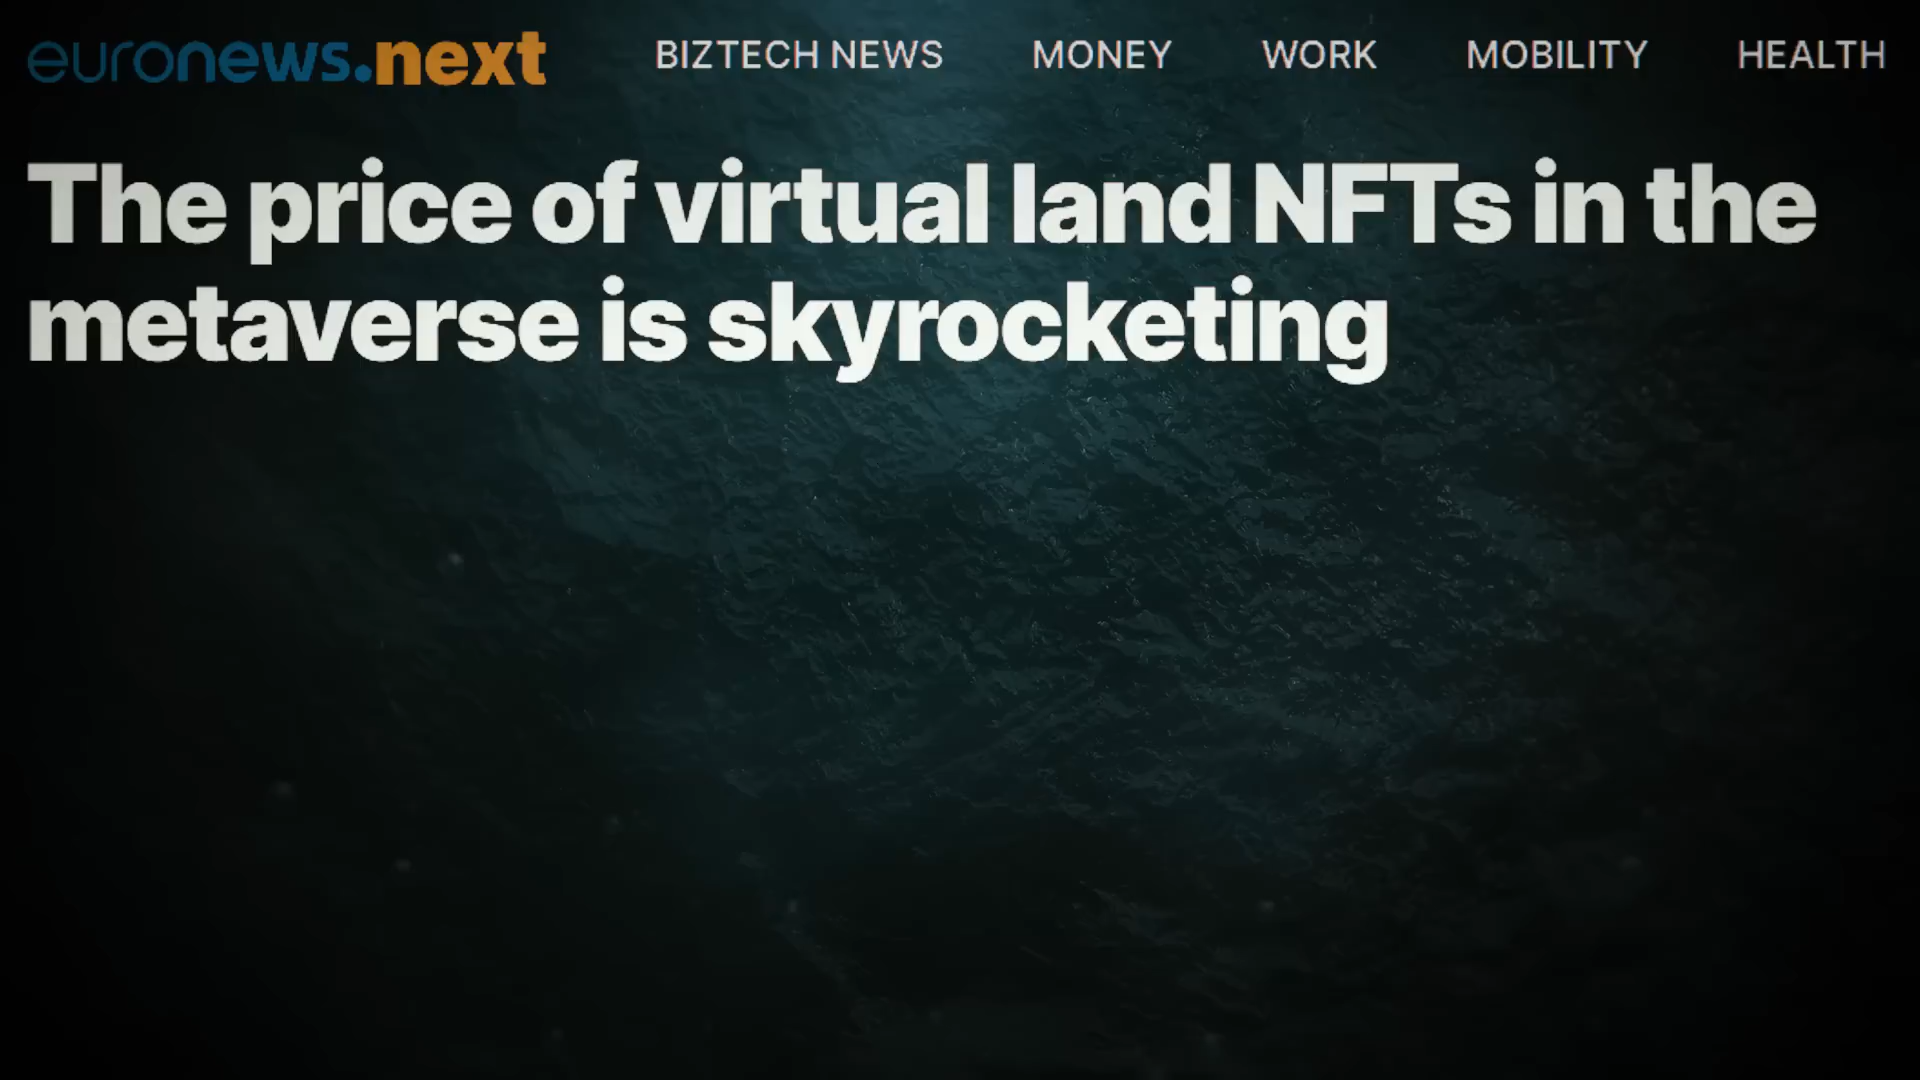 euronews.next BIZTECH NEWS MONEY WORK MOBILITY HEALTH
The price of virtual land NFTs in the
metaverse is skyrocketing